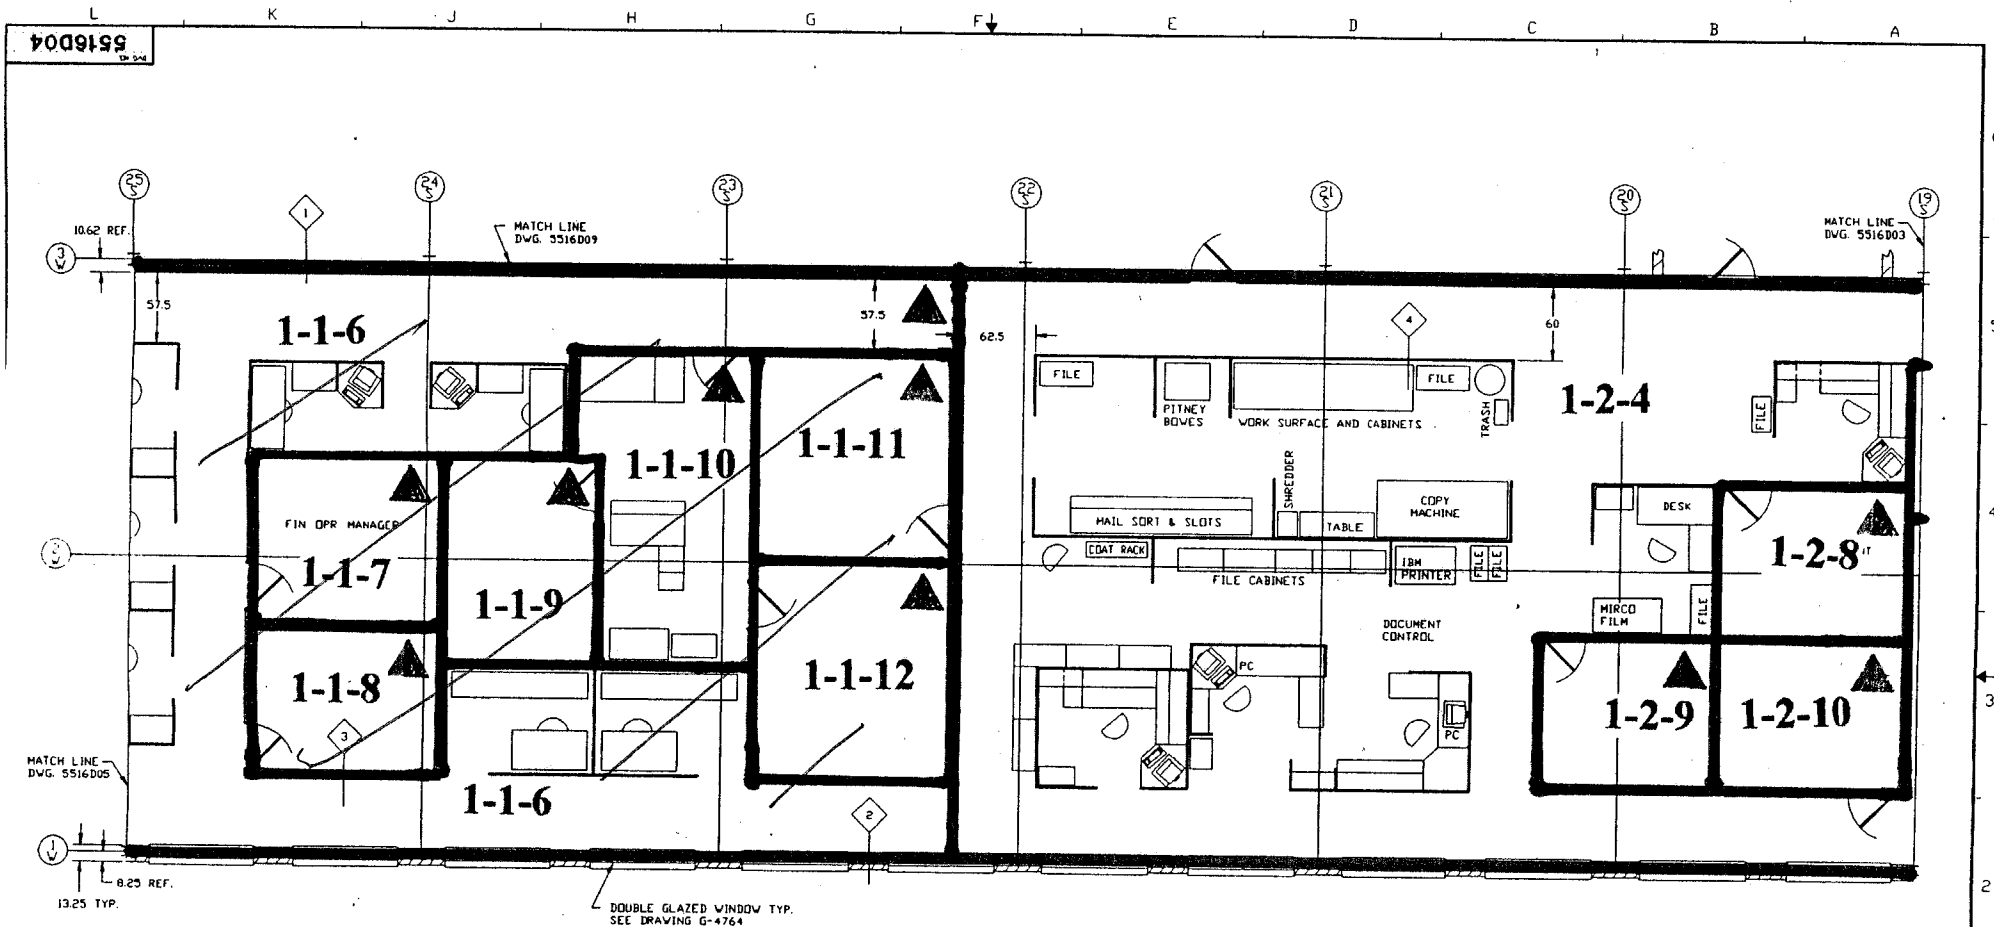 L K J H G F E D C B A
5516D04
DWG NO.
25 S
24 S
23 S
22 S
21 S
20 S
19 S
1
10.62 REF.
MATCH LINE
DWG. 5516D09
MATCH LINE
DWG. 5516D03
3 W
57.5
57.5
62.5
60
4
1-1-6
FILE
PITNEY
BOWES
WORK SURFACE AND CABINETS
FILE
TRASH
1-2-4
FILE
1-1-10
1-1-11
SHREDDER
COPY
MACHINE
DESK
FIN OPR MANAGER
MAIL SORT & SLOTS
TABLE
1-1-7
COAT RACK
FILE CABINETS
IBM
PRINTER
FILE
FILE
1-2-8
IT
1-1-9
MIRCO
FILM
FILE
DOCUMENT
CONTROL
1-1-8
1-1-12
PC
PC
1-2-9
1-2-10
3
3
MATCH LINE
DWG. 5516D05
1-1-6
2
1 W
8.25 REF.
13.25 TYP.
DOUBLE GLAZED WINDOW TYP.
SEE DRAWING G-4764
4
2